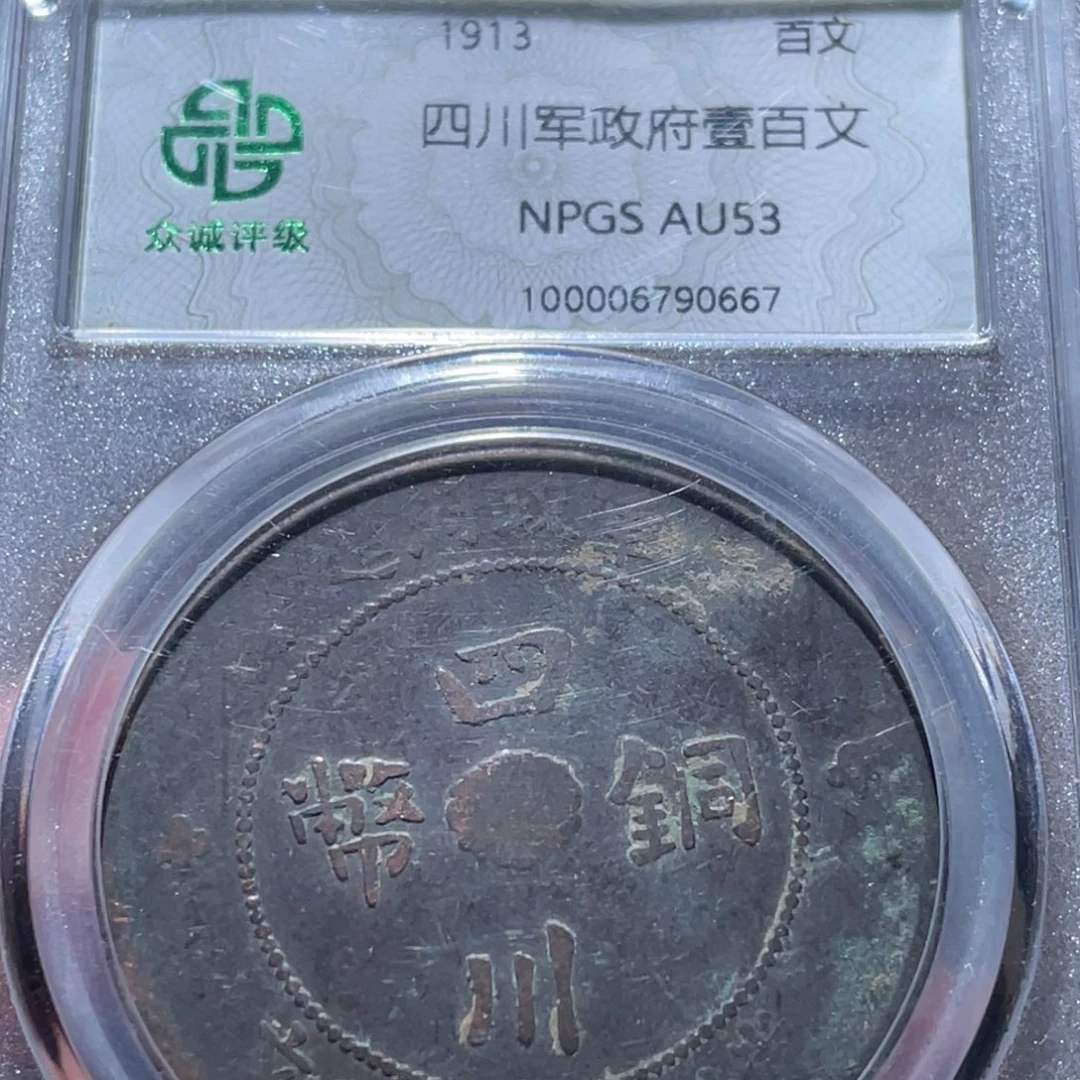 1913 百文
四川军政府壹百文
NPGS AU53
100006790667
众诚评级
四
幣 銅
川